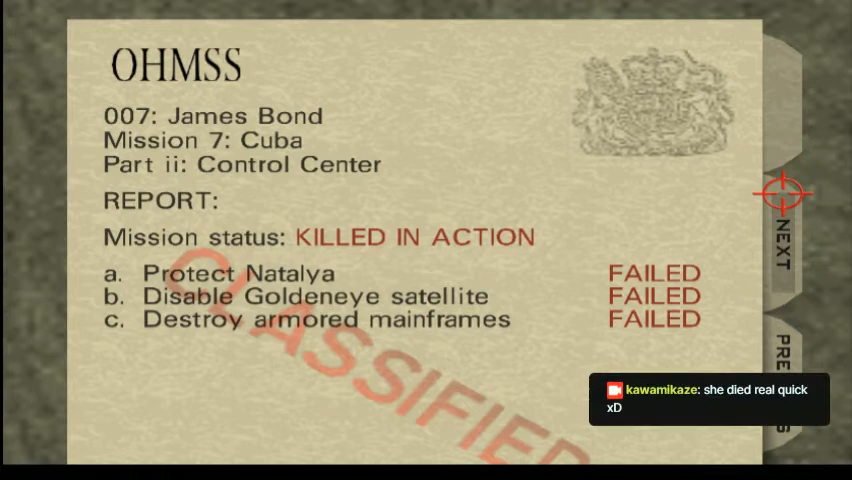 OHMSS
007: James Bond
Mission 7: Cuba
Part ii: Control Center
REPORT:
Mission status: KILLED IN ACTION
a. Protect Natalya FAILED
b. Disable Goldeneye satellite FAILED
c. Destroy armored mainframes FAILED
CLASSIFIED
NEXT
PRE S
kawamikaze: she died real quick
xD